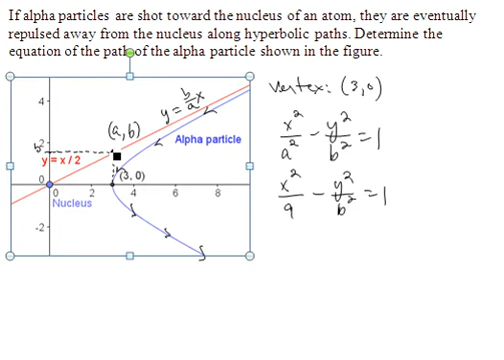 If alpha particles are shot toward the nucleus of an atom, they are eventually
repulsed away from the nucleus along hyperbolic paths. Determine the
equation of the path of the alpha particle shown in the figure.
y = b/a x
vertex: (3,0)
4
(a,b)
Alpha particle
x²/a² - y²/b² = 1
2
b
y = x / 2
(3, 0)
0
0 2 4 6 8
Nucleus
x²/9 - y²/b² = 1
-2